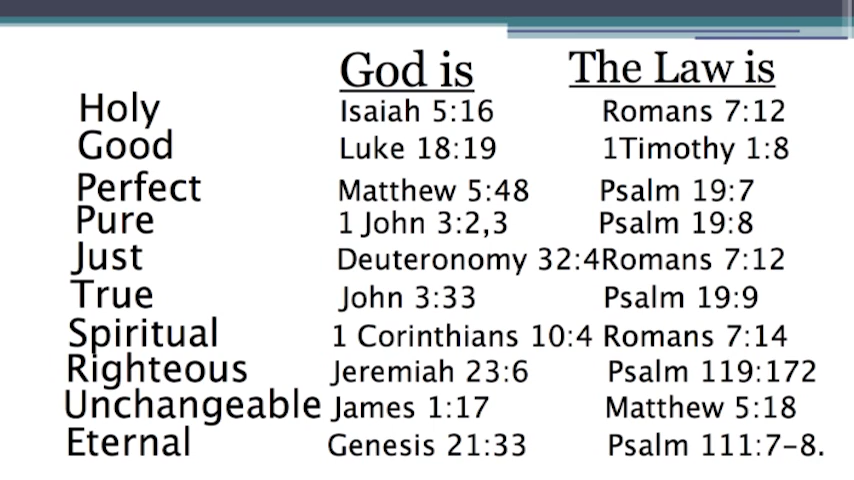 God is The Law is
Holy Isaiah 5:16 Romans 7:12
Good Luke 18:19 1Timothy 1:8
Perfect Matthew 5:48 Psalm 19:7
Pure 1 John 3:2,3 Psalm 19:8
Just Deuteronomy 32:4 Romans 7:12
True John 3:33 Psalm 19:9
Spiritual 1 Corinthians 10:4 Romans 7:14
Righteous Jeremiah 23:6 Psalm 119:172
Unchangeable James 1:17 Matthew 5:18
Eternal Genesis 21:33 Psalm 111:7-8.